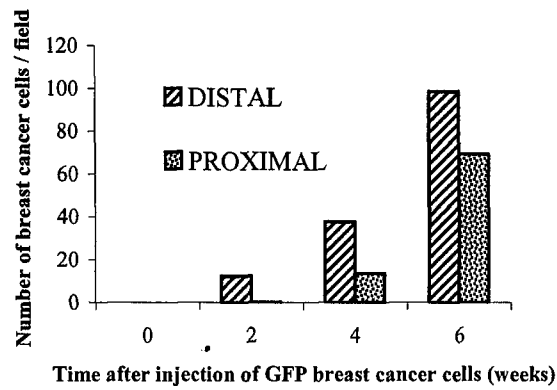 Number of breast cancer cells / field
120
100
80
60
40
20
0
DISTAL
PROXIMAL
0 2 4 6
Time after injection of GFP breast cancer cells (weeks)